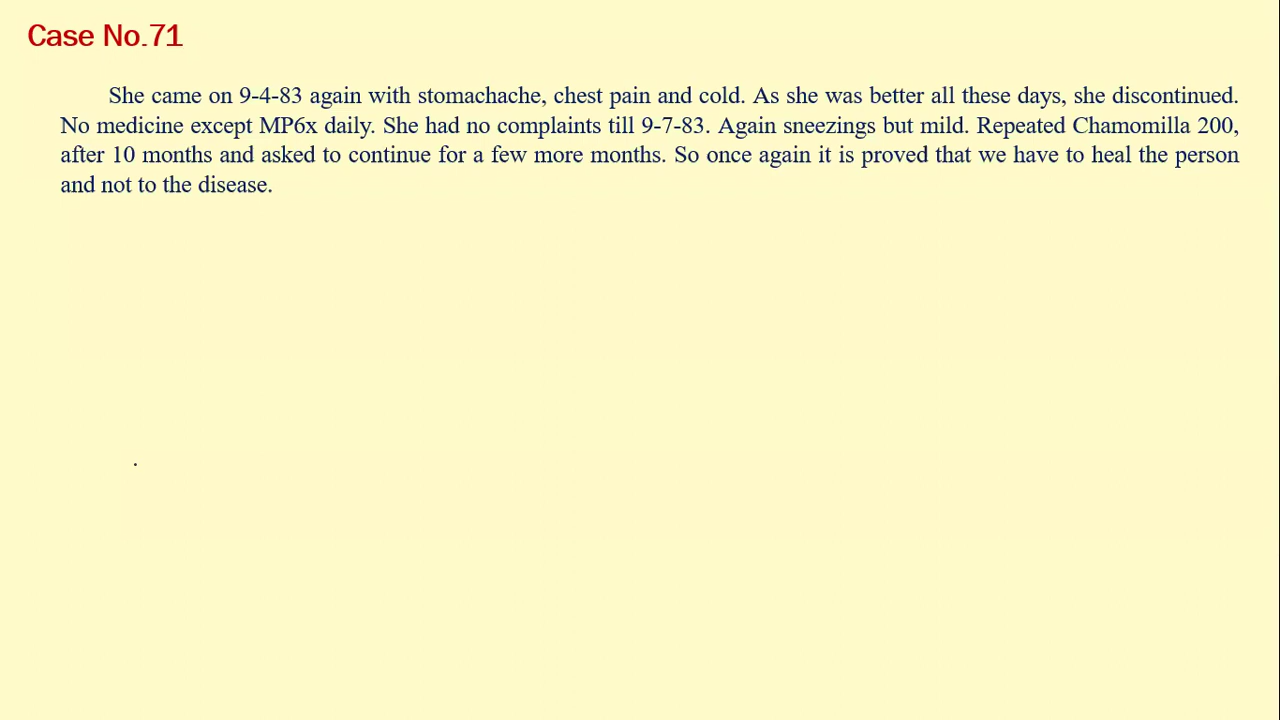 Case No.71
She came on 9-4-83 again with stomachache, chest pain and cold. As she was better all these days, she discontinued.
No medicine except MP6x daily. She had no complaints till 9-7-83. Again sneezings but mild. Repeated Chamomilla 200,
after 10 months and asked to continue for a few more months. So once again it is proved that we have to heal the person
and not to the disease.
.